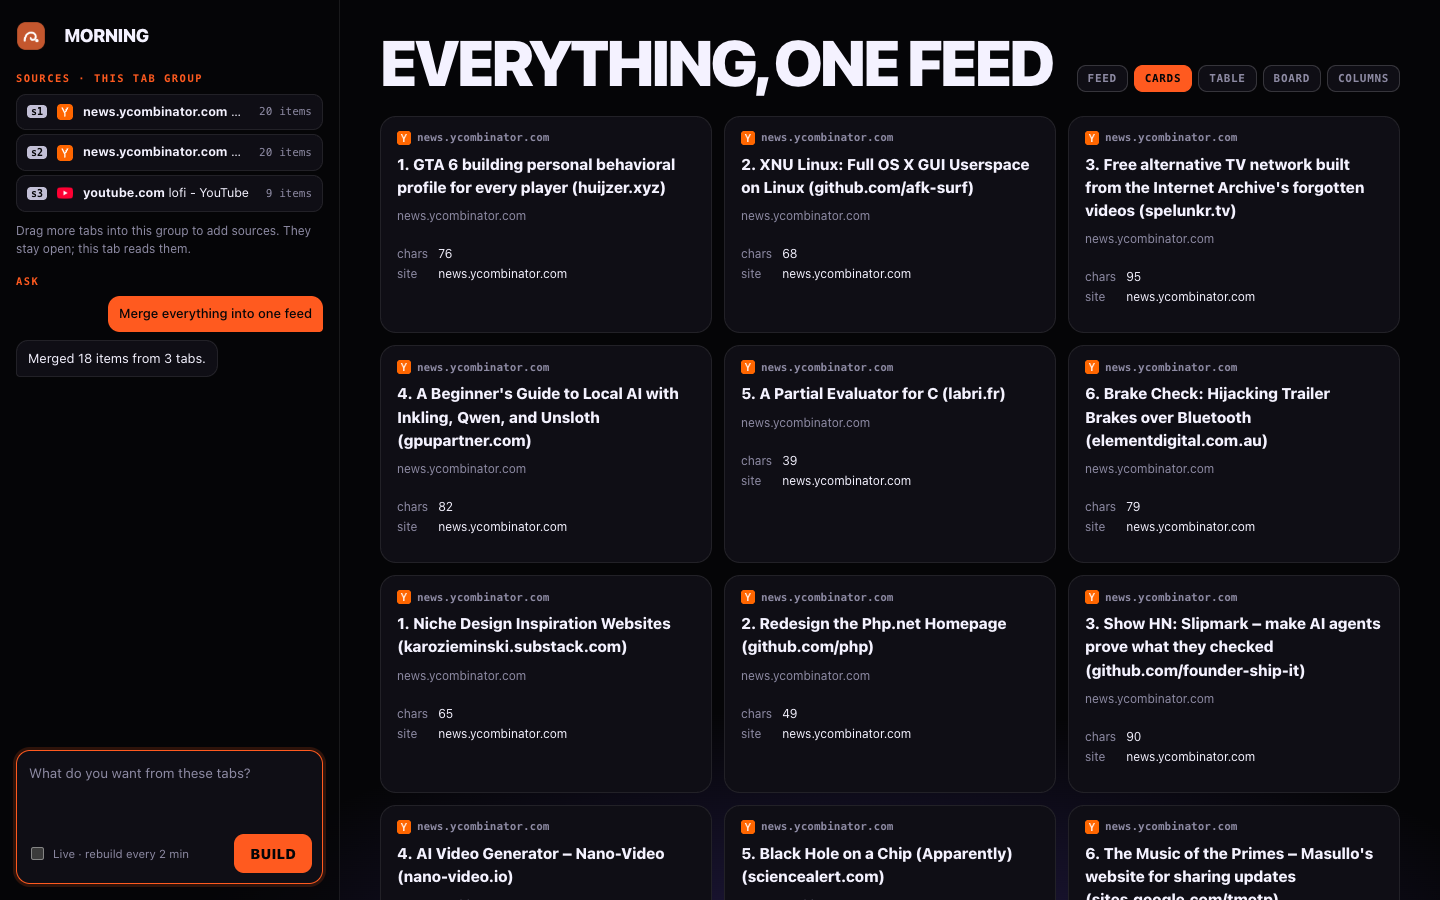 MORNING
SOURCES · THIS TAB GROUP
s1 news.ycombinator.com … 20 items
s2 news.ycombinator.com … 20 items
s3 youtube.com lofi - YouTube 9 items
Drag more tabs into this group to add sources. They
stay open; this tab reads them.
ASK
Merge everything into one feed
Merged 18 items from 3 tabs.
What do you want from these tabs?
Live · rebuild every 2 min
BUILD
EVERYTHING, ONE FEED
FEED CARDS TABLE BOARD COLUMNS
Y news.ycombinator.com
1. GTA 6 building personal behavioral
profile for every player (huijzer.xyz)
news.ycombinator.com
chars 76
site news.ycombinator.com
Y news.ycombinator.com
2. XNU Linux: Full OS X GUI Userspace
on Linux (github.com/afk-surf)
news.ycombinator.com
chars 68
site news.ycombinator.com
Y news.ycombinator.com
3. Free alternative TV network built
from the Internet Archive's forgotten
videos (spelunkr.tv)
news.ycombinator.com
chars 95
site news.ycombinator.com
Y news.ycombinator.com
4. A Beginner's Guide to Local AI with
Inkling, Qwen, and Unsloth
(gpupartner.com)
news.ycombinator.com
chars 82
site news.ycombinator.com
Y news.ycombinator.com
5. A Partial Evaluator for C (labri.fr)
news.ycombinator.com
chars 39
site news.ycombinator.com
Y news.ycombinator.com
6. Brake Check: Hijacking Trailer
Brakes over Bluetooth
(elementdigital.com.au)
news.ycombinator.com
chars 79
site news.ycombinator.com
Y news.ycombinator.com
1. Niche Design Inspiration Websites
(karozieminski.substack.com)
news.ycombinator.com
chars 65
site news.ycombinator.com
Y news.ycombinator.com
2. Redesign the Php.net Homepage
(github.com/php)
news.ycombinator.com
chars 49
site news.ycombinator.com
Y news.ycombinator.com
3. Show HN: Slipmark – make AI agents
prove what they checked
(github.com/founder-ship-it)
news.ycombinator.com
chars 90
site news.ycombinator.com
Y news.ycombinator.com
4. AI Video Generator – Nano-Video
(nano-video.io)
Y news.ycombinator.com
5. Black Hole on a Chip (Apparently)
(sciencealert.com)
Y news.ycombinator.com
6. The Music of the Primes – Masullo's
website for sharing updates